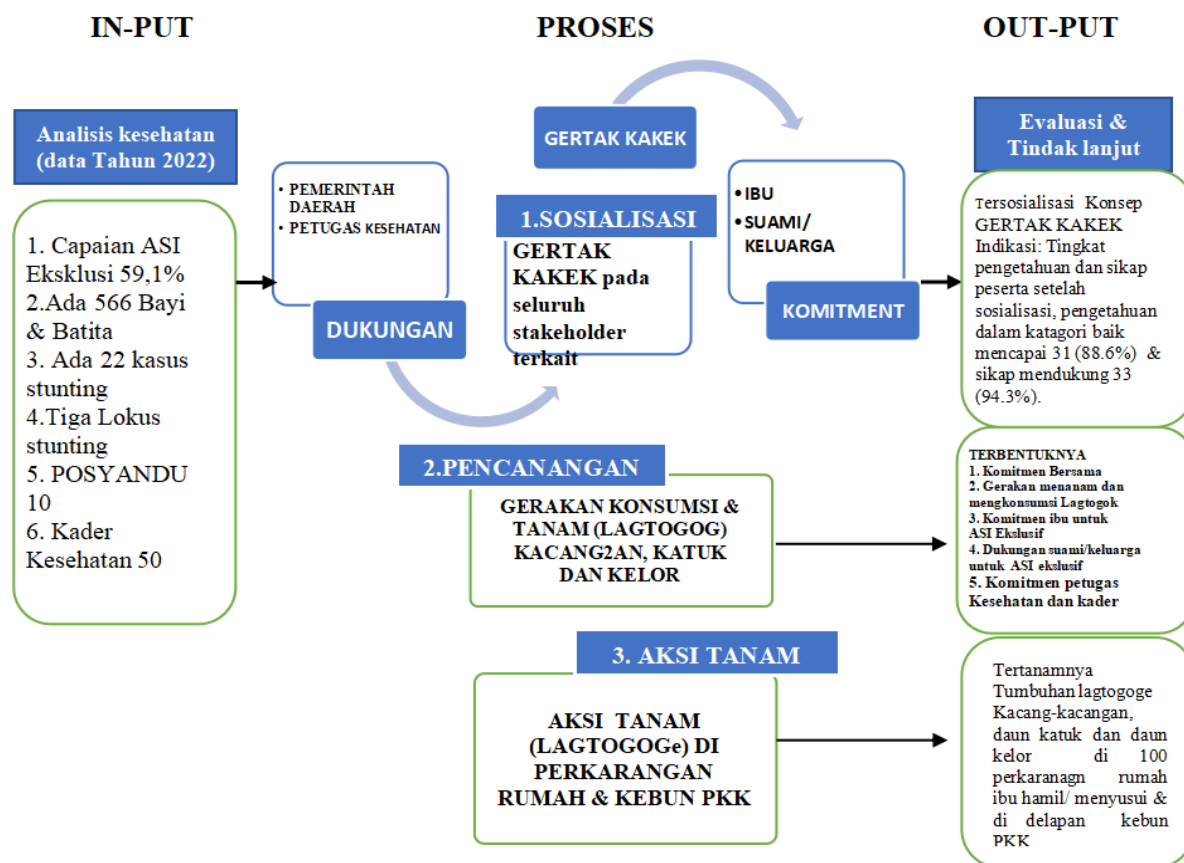 IN-PUT
PROSES
OUT-PUT
Analisis kesehatan
(data Tahun 2022)
1. Capaian ASI
Eksklusi 59,1%
2.Ada 566 Bayi
& Batita
3. Ada 22 kasus
stunting
4.Tiga Lokus
stunting
5. POSYANDU
10
6. Kader
Kesehatan 50
• PEMERINTAH
DAERAH
• PETUGAS KESEHATAN
DUKUNGAN
GERTAK KAKEK
1.SOSIALISASI
GERTAK
KAKEK pada
seluruh
stakeholder
terkait
•IBU
•SUAMI/
KELUARGA
KOMITMENT
2.PENCANANGAN
GERAKAN KONSUMSI &
TANAM (LAGTOGOG)
KACANG2AN, KATUK
DAN KELOR
3. AKSI TANAM
AKSI TANAM
(LAGTOGOGe) DI
PERKARANGAN
RUMAH & KEBUN PKK
Evaluasi &
Tindak lanjut
Tersosialisasi Konsep
GERTAK KAKEK
Indikasi: Tingkat
pengetahuan dan sikap
peserta setelah
sosialisasi, pengetahuan
dalam katagori baik
mencapai 31 (88.6%) &
sikap mendukung 33
(94.3%).
TERBENTUKNYA
1. Komitmen Bersama
2. Gerakan menanam dan
mengkonsumsi Lagtogok
3. Komitmen ibu untuk
ASI Ekslusif
4. Dukungan suami/keluarga
untuk ASI ekslusif
5. Komitmen petugas
Kesehatan dan kader
Tertanamnya
Tumbuhan lagtogoge
Kacang-kacangan,
daun katuk dan daun
kelor di 100
perkaranagn rumah
ibu hamil/ menyusui &
di delapan kebun
PKK